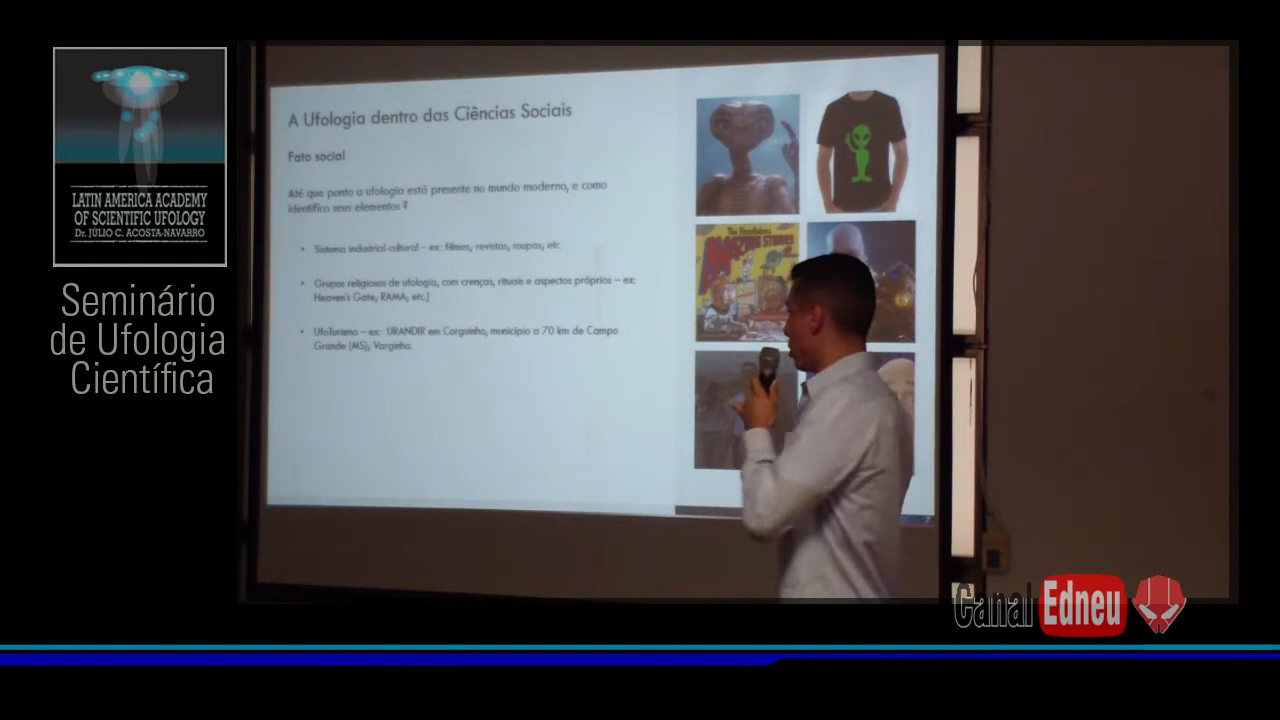 LATIN AMERICA ACADEMY
OF SCIENTIFIC UFOLOGY
Dr. JÚLIO C. ACOSTA-NAVARRO
Seminário
de Ufologia
Científica
A Ufologia dentro das Ciências Sociais
Fato social
Até que ponto a ufologia está presente no mundo moderno, e como
identifico seus elementos ?
• Sistema industrial-cultural – ex: filmes, revistas, roupas, etc
• Grupos religiosos de ufologia, com crenças, rituais e aspectos próprios – ex:
Heaven's Gate, RAMA, etc.)
• UfoTurismo – ex: URANDIR em Corguinho, município a 70 km de Campo
Grande (MS), Varginha.
AMAZING STORIES
Canal Edneu